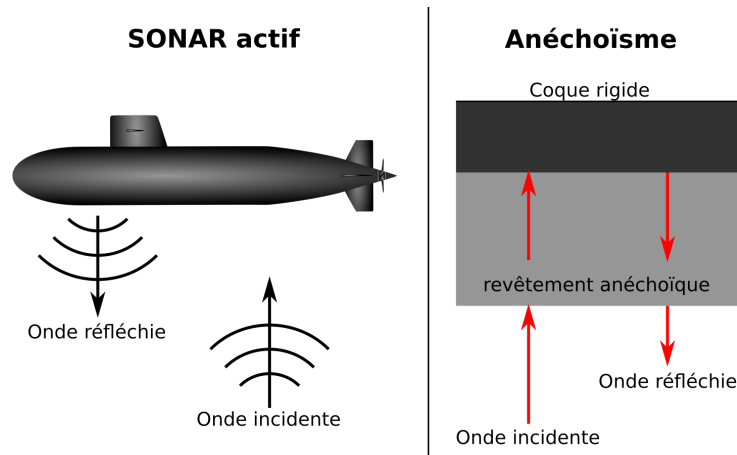 SONAR actif
Onde réfléchie
Onde incidente
Anéchoïsme
Coque rigide
revêtement anéchoïque
Onde réfléchie
Onde incidente